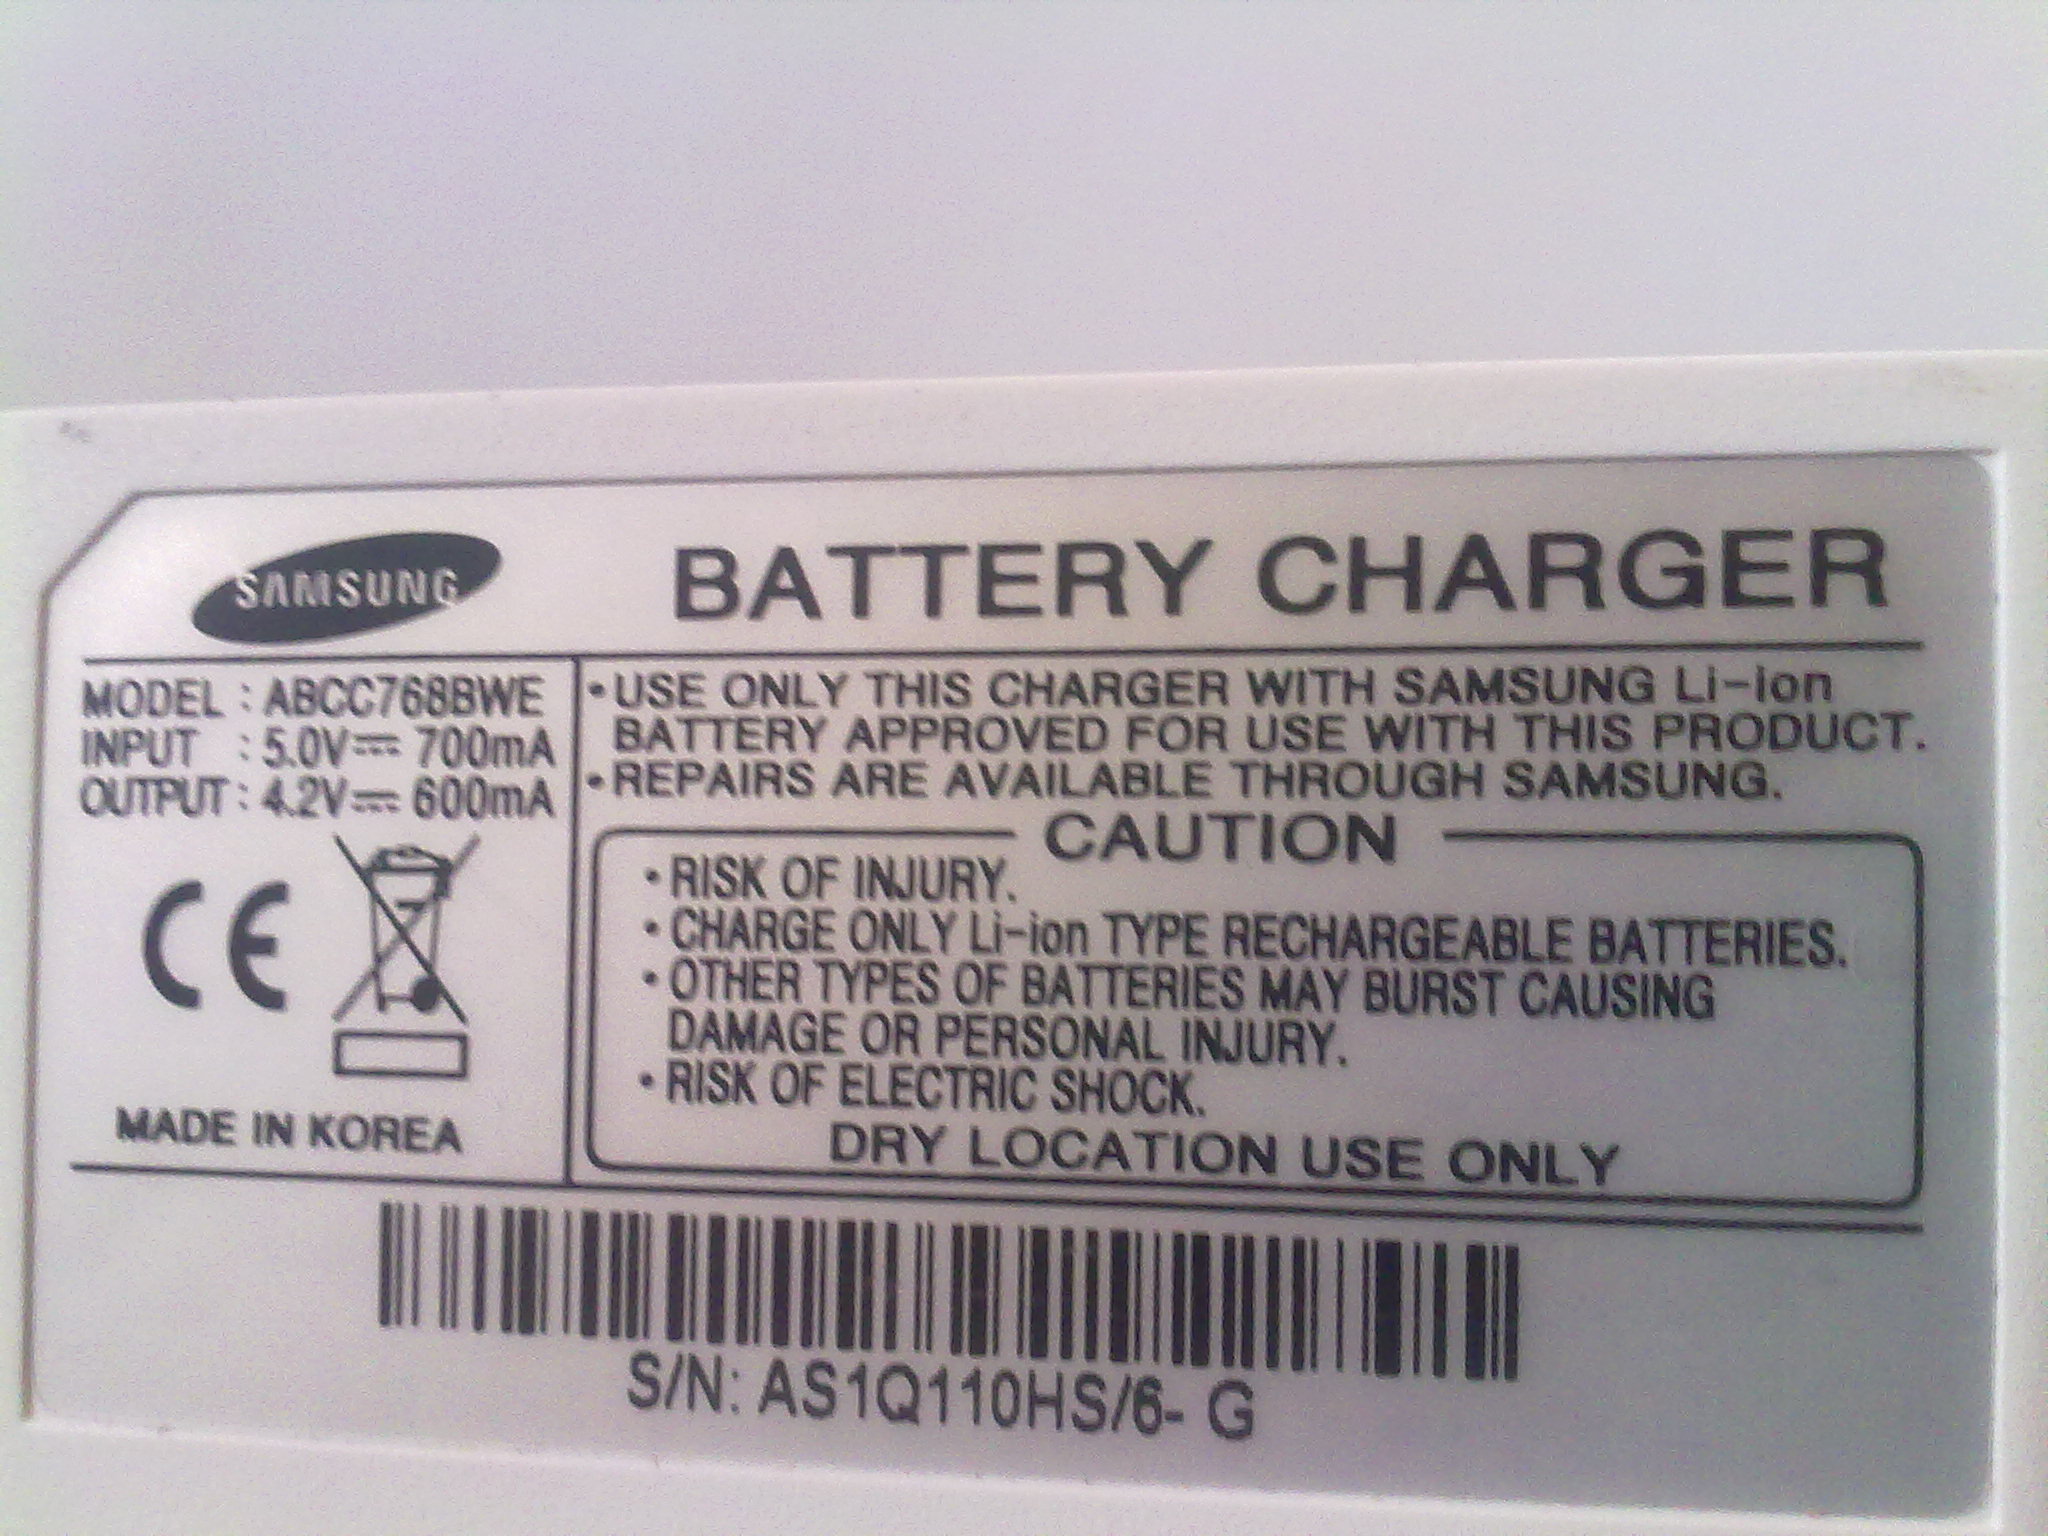 SAMSUNG
BATTERY CHARGER
MODEL : ABCC768BWE
INPUT : 5.0V⎓ 700mA
OUTPUT : 4.2V⎓ 600mA
CE
MADE IN KOREA
•USE ONLY THIS CHARGER WITH SAMSUNG Li-ion
BATTERY APPROVED FOR USE WITH THIS PRODUCT.
•REPAIRS ARE AVAILABLE THROUGH SAMSUNG.
CAUTION
•RISK OF INJURY.
•CHARGE ONLY Li-ion TYPE RECHARGEABLE BATTERIES.
•OTHER TYPES OF BATTERIES MAY BURST CAUSING
DAMAGE OR PERSONAL INJURY.
•RISK OF ELECTRIC SHOCK.
DRY LOCATION USE ONLY
S/N: AS1Q110HS/6- G